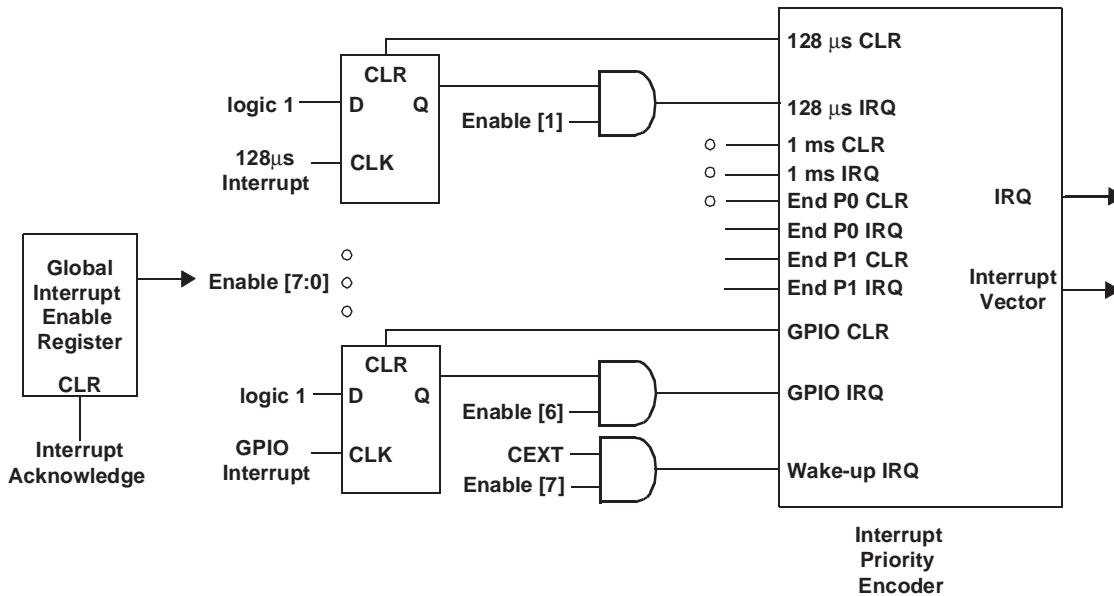 CLR
D
Q
CLK
logic 1
128μs
Interrupt
Enable [1]
128 μs CLR
128 μs IRQ
1 ms CLR
1 ms IRQ
End P0 CLR
End P0 IRQ
End P1 CLR
End P1 IRQ
GPIO CLR
GPIO IRQ
Wake-up IRQ
IRQ
Interrupt
Vector
Global
Interrupt
Enable
Register
CLR
Interrupt
Acknowledge
Enable [7:0]
CLR
D
Q
CLK
logic 1
GPIO
Interrupt
Enable [6]
CEXT
Enable [7]
Interrupt
Priority
Encoder